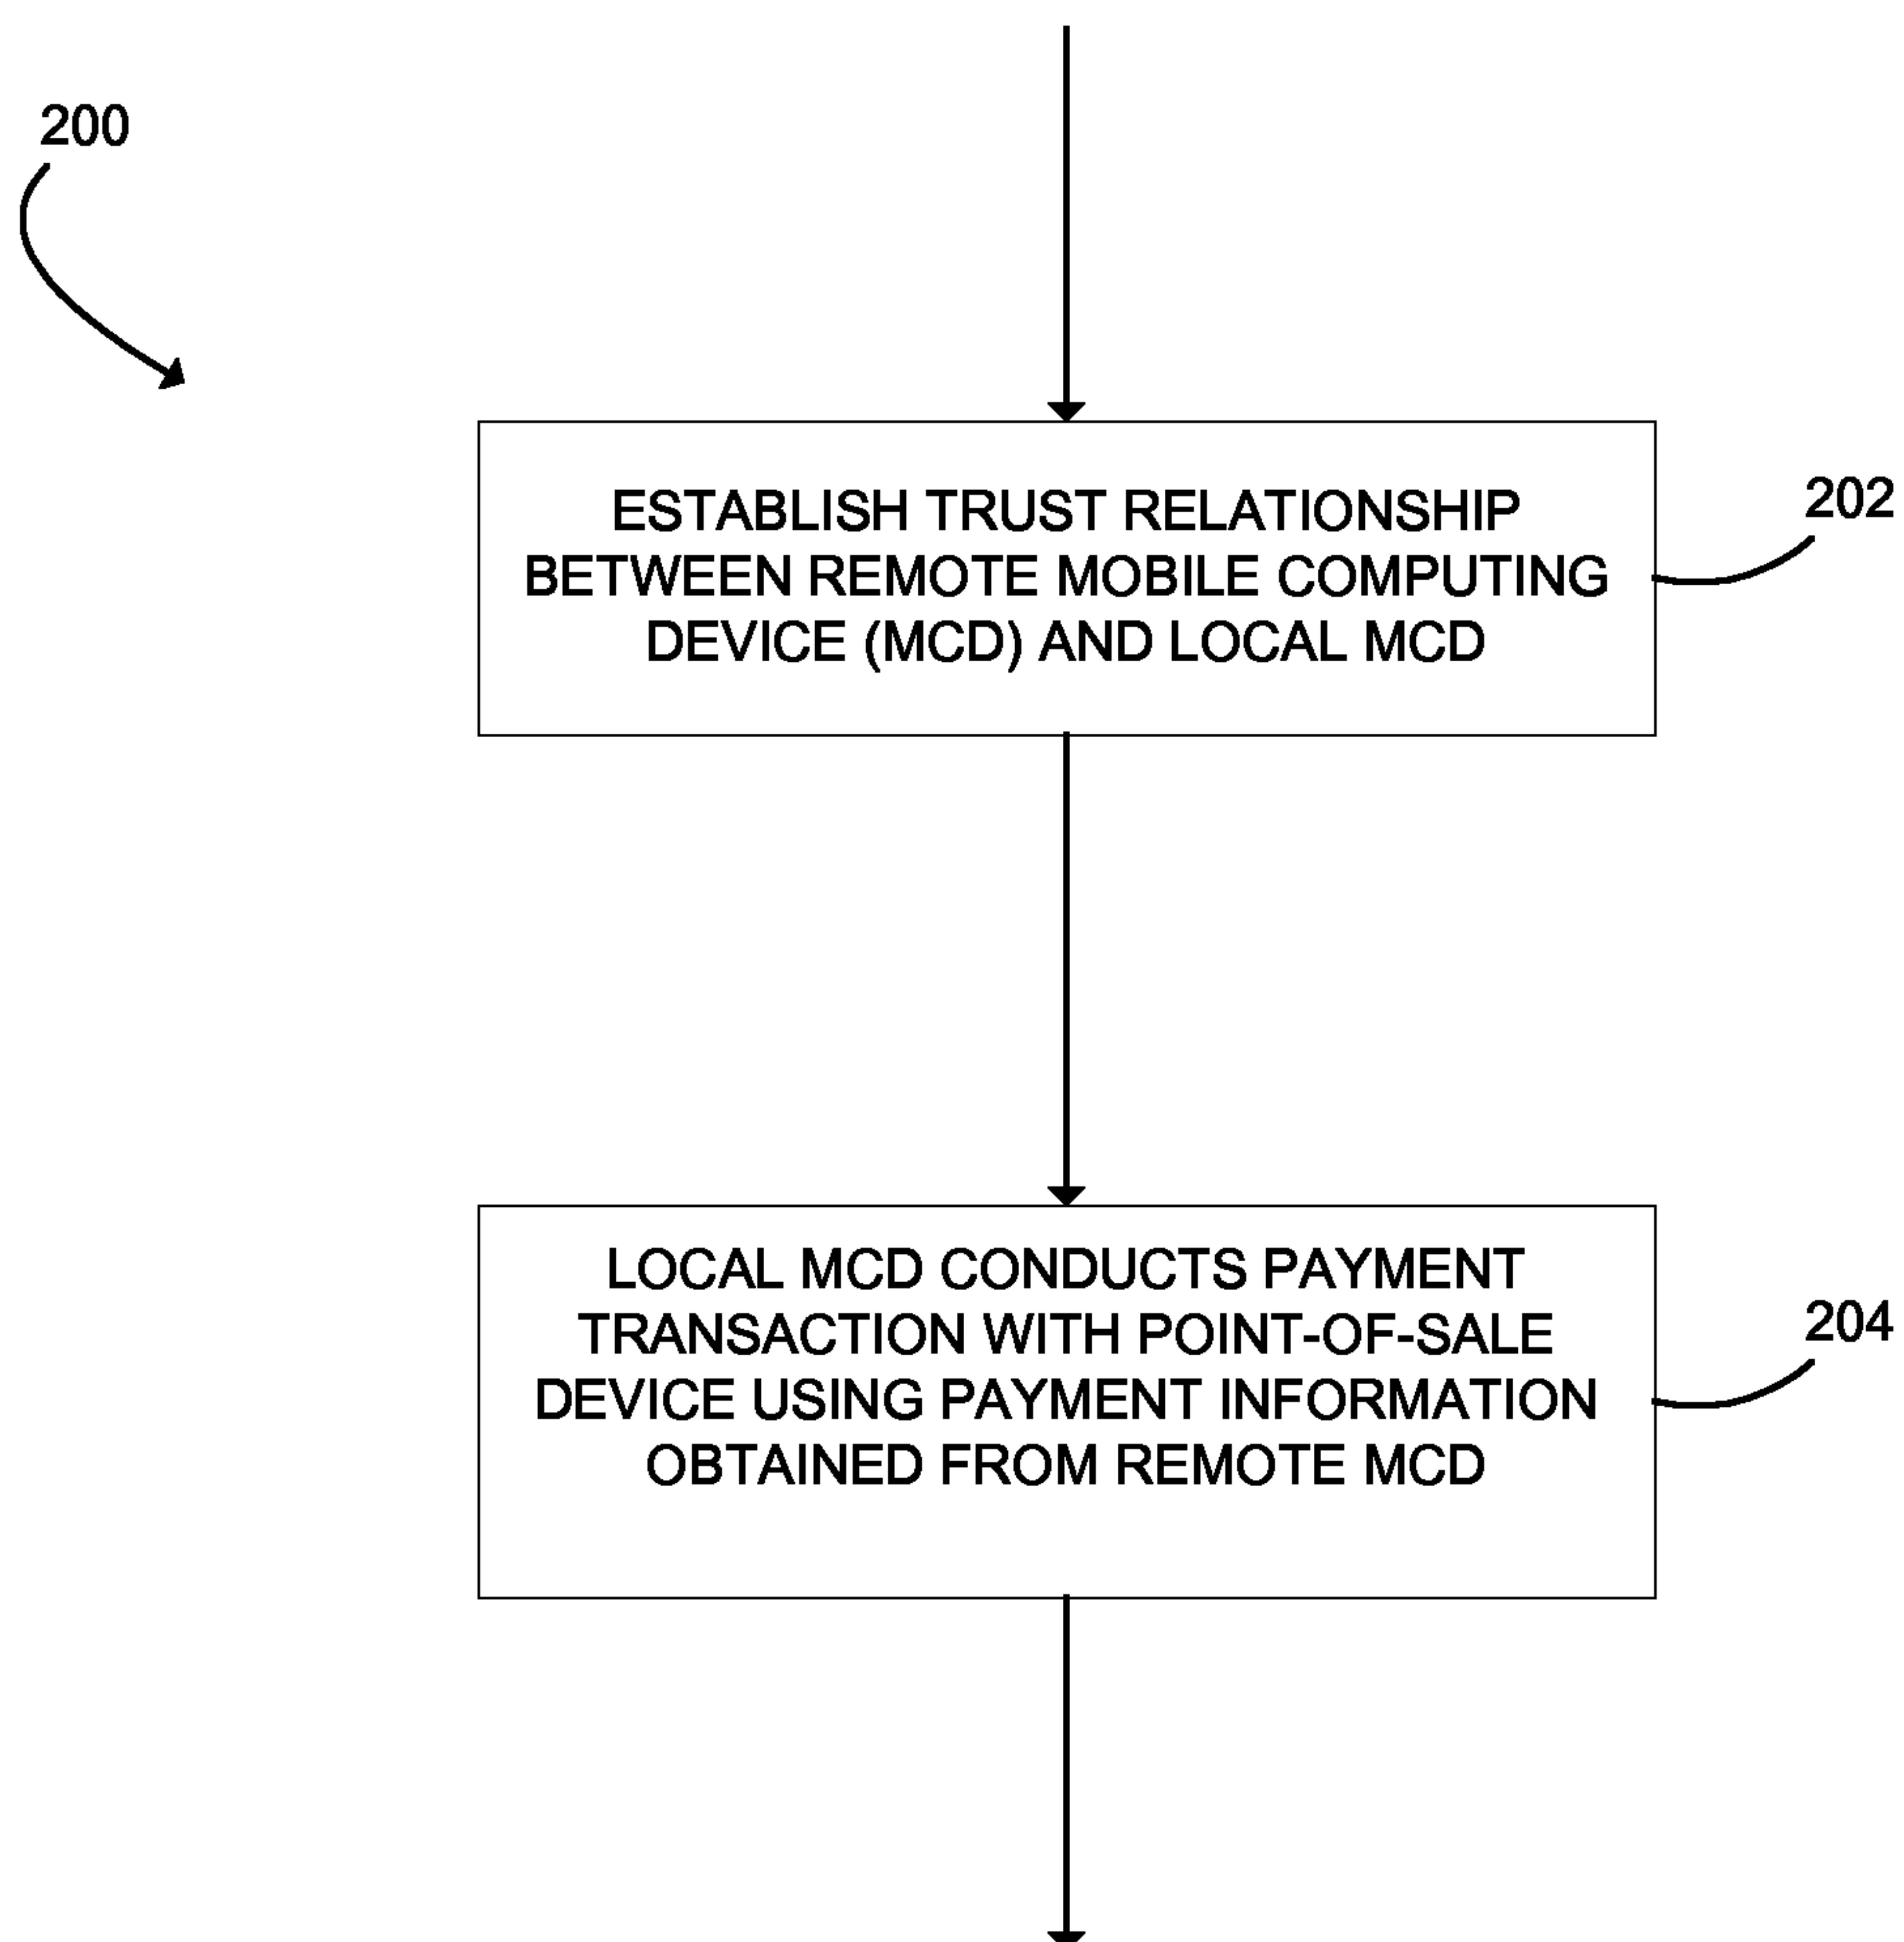 200
ESTABLISH TRUST RELATIONSHIP
BETWEEN REMOTE MOBILE COMPUTING
DEVICE (MCD) AND LOCAL MCD
202
LOCAL MCD CONDUCTS PAYMENT
TRANSACTION WITH POINT-OF-SALE
DEVICE USING PAYMENT INFORMATION
OBTAINED FROM REMOTE MCD
204